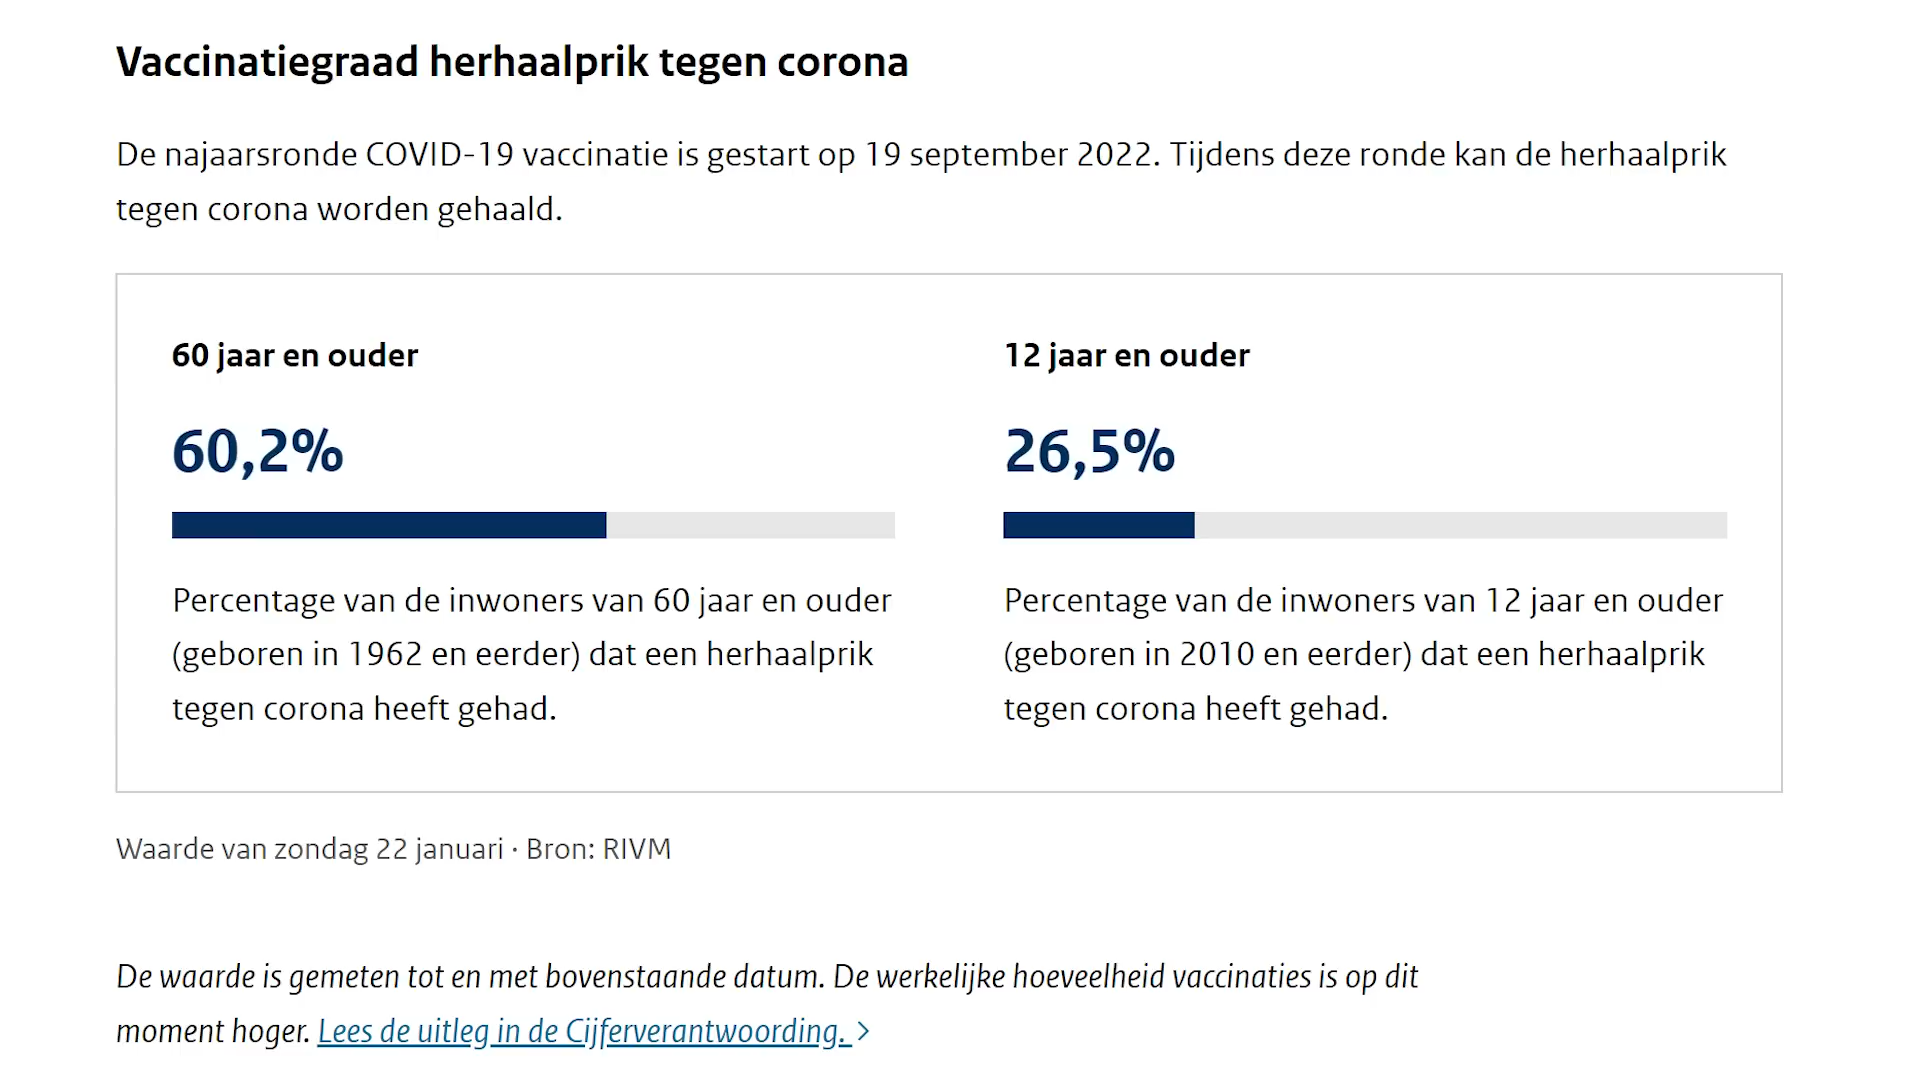 Vaccinatiegraad herhaalprik tegen corona
De najaarsronde COVID-19 vaccinatie is gestart op 19 september 2022. Tijdens deze ronde kan de herhaalprik
tegen corona worden gehaald.
60 jaar en ouder
60,2%
Percentage van de inwoners van 60 jaar en ouder
(geboren in 1962 en eerder) dat een herhaalprik
tegen corona heeft gehad.
12 jaar en ouder
26,5%
Percentage van de inwoners van 12 jaar en ouder
(geboren in 2010 en eerder) dat een herhaalprik
tegen corona heeft gehad.
Waarde van zondag 22 januari · Bron: RIVM
De waarde is gemeten tot en met bovenstaande datum. De werkelijke hoeveelheid vaccinaties is op dit
moment hoger. Lees de uitleg in de Cijferverantwoording. >